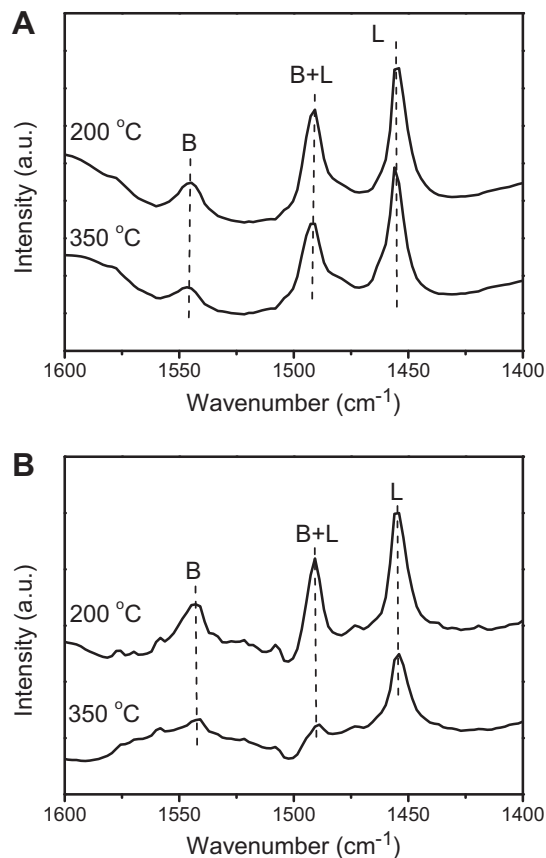 A
L
B+L
B
200 °C
350 °C
Intensity (a.u.)
1600 1550 1500 1450 1400
Wavenumber (cm⁻¹)
B
L
B+L
B
200 °C
350 °C
Intensity (a.u.)
1600 1550 1500 1450 1400
Wavenumber (cm⁻¹)